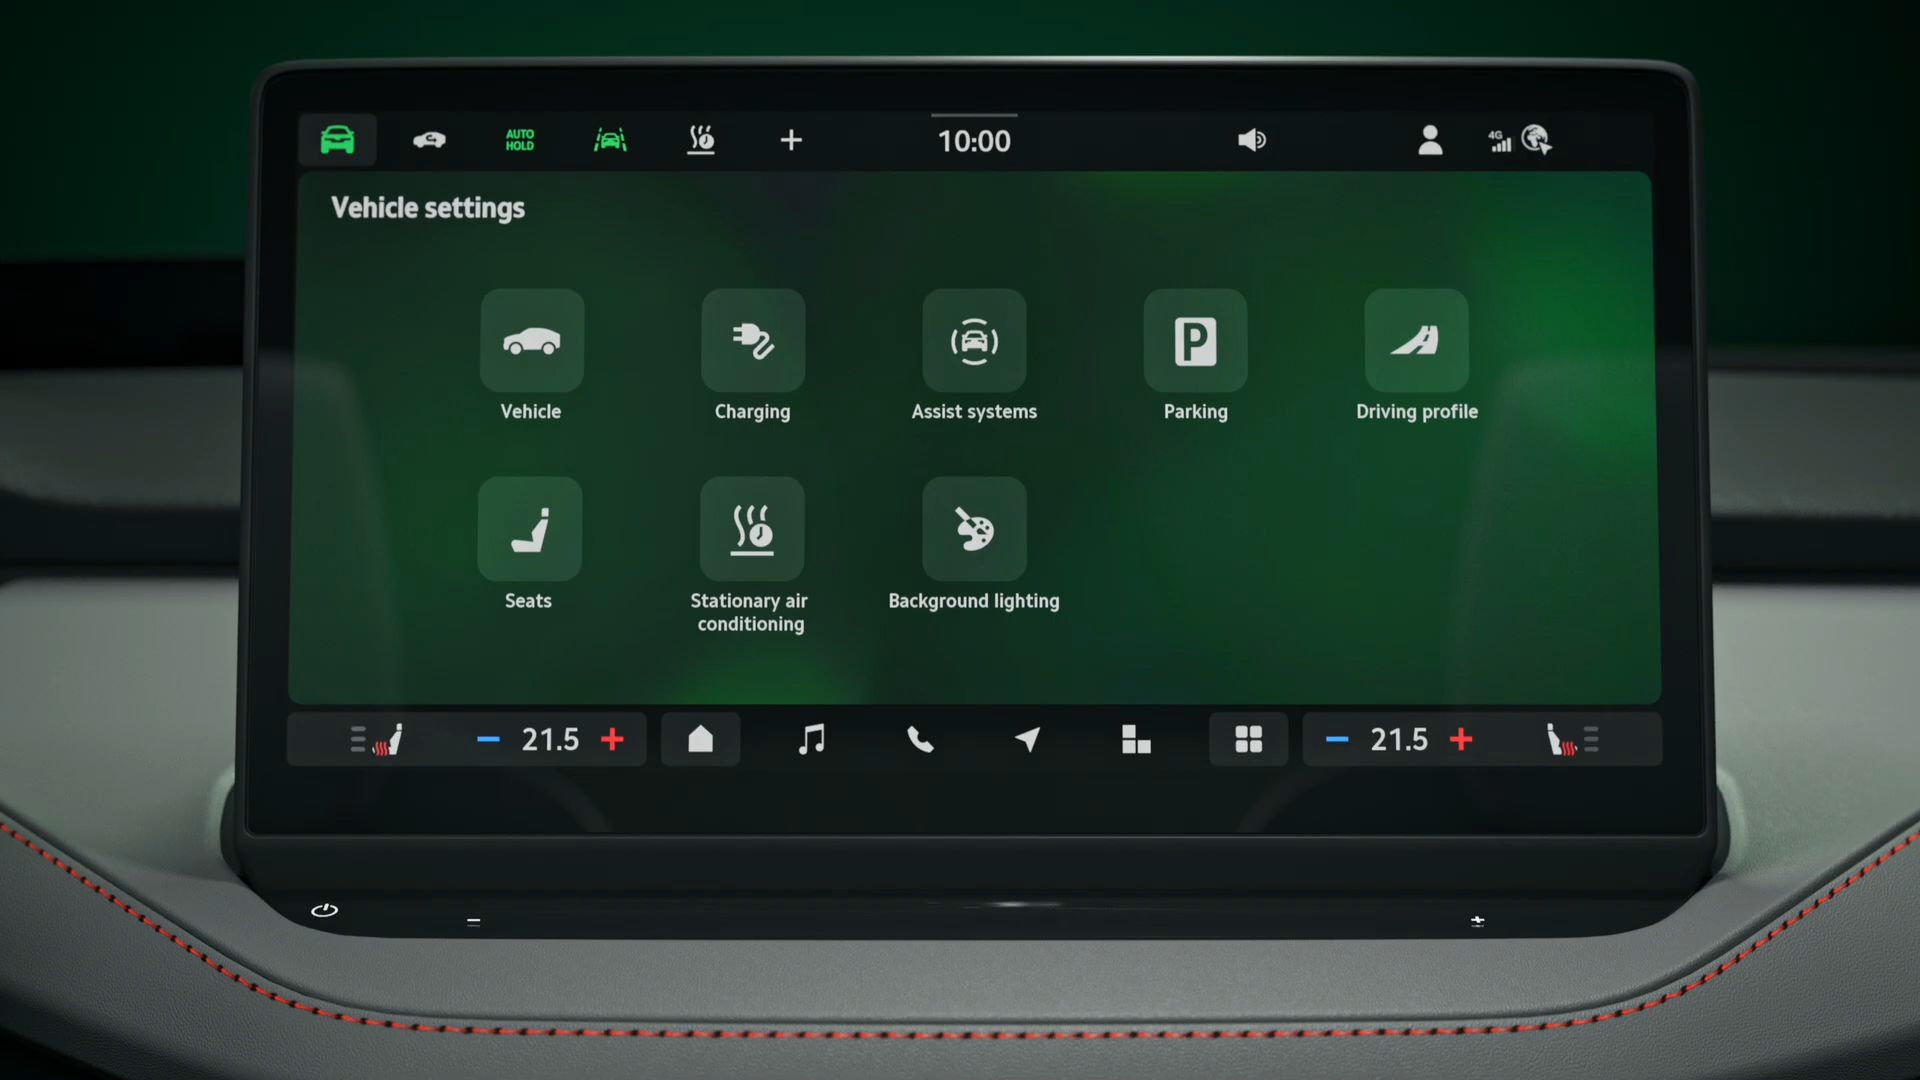 AUTO
HOLD
10:00
4G
Vehicle settings
Vehicle
Charging
Assist systems
P
Parking
Driving profile
Seats
Stationary air
conditioning
Background lighting
21.5
21.5